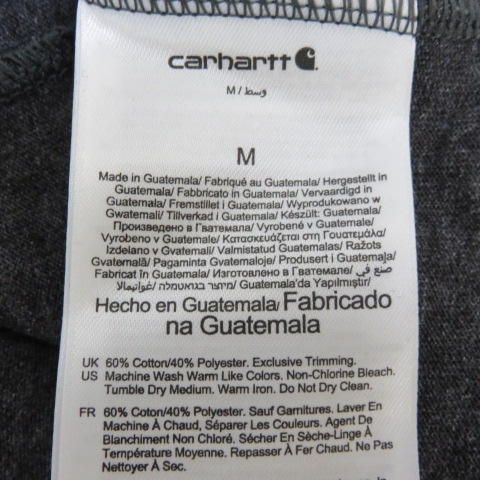 carhartt
M / وسط
M
Made in Guatemala/ Fabriqué au Guatemala/ Hergestellt in
Guatemala/ Fabbricato in Guatemala/ Vervaardigd in
Guatemala/ Fremstillet i Guatemala/ Wyprodukowano w
Gwatemali/ Tillverkad i Guatemala/ Készült: Guatemala/
Произведено в Гватемала/ Vyrobené v Guatemale/
Vyrobeno v Guatemale/ Κατασκευάζεται στη Γουατεμάλα/
Izdelano v Gvatemali/ Valmistatud Guatemalas/ Ražots
Gvatemalā/ Pagaminta Gvatemaloje/ Produsert i Guatemala/
Fabricat în Guatemala/ Изготовлено в Гватемале/ صنع في
غواتيمالا/ מיוצר בגואטמלה/ Guatemala'da Yapılmıştır/
Hecho en Guatemala/ Fabricado
na Guatemala
UK 60% Cotton/40% Polyester. Exclusive Trimming.
US Machine Wash Warm Like Colors. Non-Chlorine Bleach.
Tumble Dry Medium. Warm Iron. Do Not Dry Clean.
FR 60% Coton/40% Polyester. Sauf Garnitures. Laver En
Machine À Chaud, Séparer Les Couleurs. Agent De
Blanchiment Non Chloré. Sécher En Sèche-Linge À
Température Moyenne. Repasser À Fer Chaud. Ne Pas
Nettoyer À Sec.